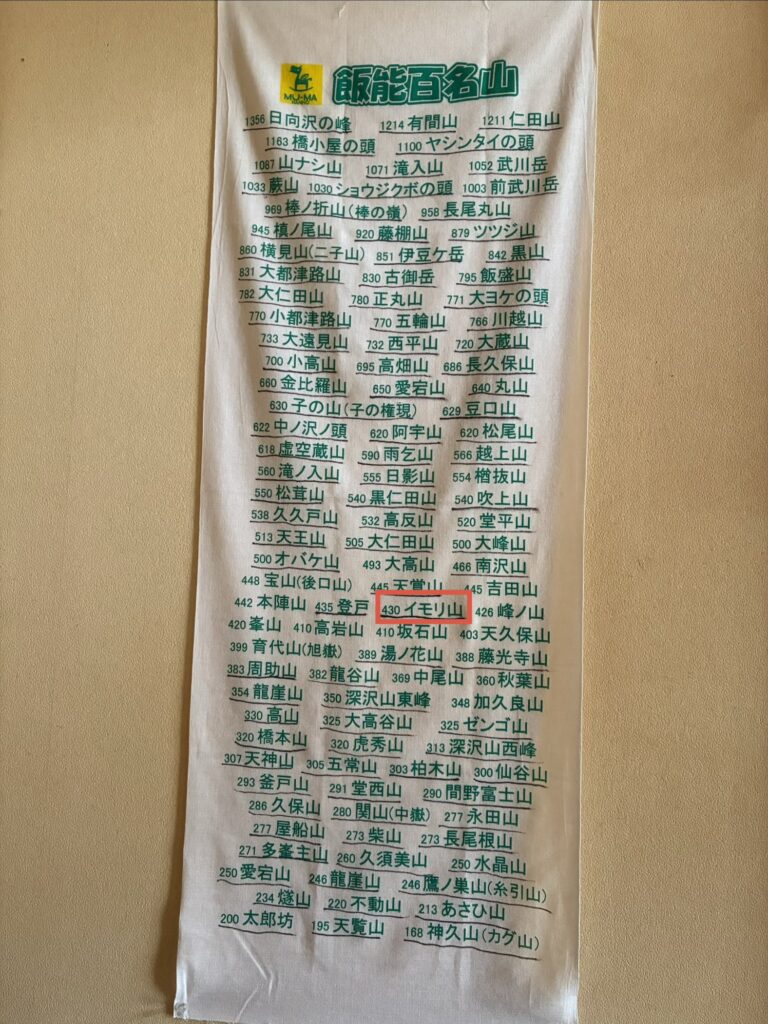 MU-MA
飯能百名山
1356 日向沢の峰 1214 有間山 1211 仁田山
1163 橋小屋の頭 1100 ヤシンタイの頭
1087 山ナシ山 1071 滝入山 1052 武川岳
1033 蕨山 1030 ショウジクボの頭 1003 前武川岳
969 棒ノ折山(棒の嶺) 958 長尾丸山
945 槙ノ尾山 920 藤棚山 879 ツツジ山
860 横見山(二子山) 851 伊豆ケ岳 842 黒山
831 大都津路山 830 古御岳 795 飯盛山
782 大仁田山 780 正丸山 771 大ヨケの頭
770 小都津路山 770 五輪山 766 川越山
733 大遠見山 732 西平山 720 大蔵山
700 小高山 695 高畑山 686 長久保山
660 金比羅山 650 愛宕山 640 丸山
630 子の山(子の権現) 629 豆口山
622 中ノ沢ノ頭 620 阿宇山 620 松尾山
618 虚空蔵山 590 雨乞山 566 越上山
560 滝ノ入山 555 日影山 554 楢抜山
550 松茸山 540 黒仁田山 540 吹上山
538 久久戸山 532 高反山 520 堂平山
513 天王山 505 大仁田山 500 大峰山
500 オバケ山 493 大高山 466 南沢山
448 宝山(後口山) 445 天賞山 445 吉田山
442 本陣山 435 登戸 430 イモリ山 426 峰ノ山
420 峯山 410 高岩山 410 坂石山 403 天久保山
399 育代山(旭嶽) 389 湯ノ花山 388 藤光寺山
383 周助山 382 龍谷山 369 中尾山 360 秋葉山
354 龍崖山 350 深沢山東峰 348 加久良山
330 高山 325 大高谷山 325 ゼンゴ山
320 橋本山 320 虎秀山 313 深沢山西峰
307 天神山 305 五常山 303 柏木山 300 仙谷山
293 釜戸山 291 堂西山 290 間野富士山
286 久保山 280 関山(中嶽) 277 永田山
277 屋船山 273 柴山 273 長尾根山
271 多峯主山 260 久須美山 250 水晶山
250 愛宕山 246 龍崖山 246 鷹ノ巣山(糸引山)
234 燧山 220 不動山 213 あさひ山
200 太郎坊 195 天覧山 168 神久山(カグ山)